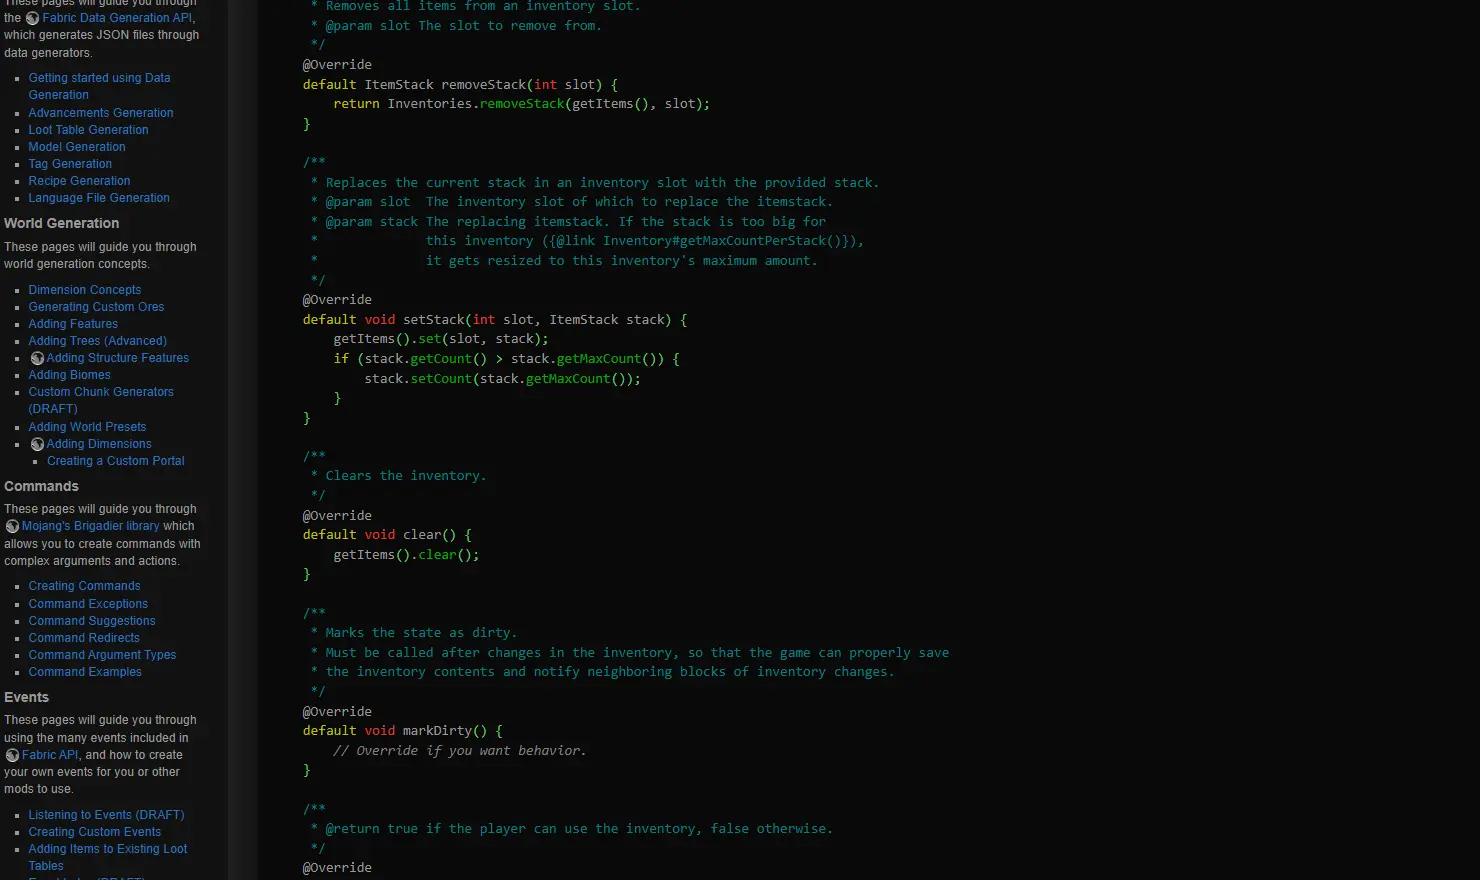 These pages will guide you through
the Fabric Data Generation API,
which generates JSON files through
data generators.
Getting started using Data
Generation
Advancements Generation
Loot Table Generation
Model Generation
Tag Generation
Recipe Generation
Language File Generation
World Generation
These pages will guide you through
world generation concepts.
Dimension Concepts
Generating Custom Ores
Adding Features
Adding Trees (Advanced)
Adding Structure Features
Adding Biomes
Custom Chunk Generators
(DRAFT)
Adding World Presets
Adding Dimensions
Creating a Custom Portal
Commands
These pages will guide you through
Mojang's Brigadier library which
allows you to create commands with
complex arguments and actions.
Creating Commands
Command Exceptions
Command Suggestions
Command Redirects
Command Argument Types
Command Examples
Events
These pages will guide you through
using the many events included in
Fabric API, and how to create
your own events for you or other
mods to use.
Listening to Events (DRAFT)
Creating Custom Events
Adding Items to Existing Loot
Tables
* Removes all items from an inventory slot.
* @param slot The slot to remove from.
*/
@Override
default ItemStack removeStack(int slot) {
return Inventories.removeStack(getItems(), slot);
}
/**
* Replaces the current stack in an inventory slot with the provided stack.
* @param slot  The inventory slot of which to replace the itemstack.
* @param stack The replacing itemstack. If the stack is too big for
*              this inventory ({@link Inventory#getMaxCountPerStack()}),
*              it gets resized to this inventory's maximum amount.
*/
@Override
default void setStack(int slot, ItemStack stack) {
getItems().set(slot, stack);
if (stack.getCount() > stack.getMaxCount()) {
stack.setCount(stack.getMaxCount());
}
}
/**
* Clears the inventory.
*/
@Override
default void clear() {
getItems().clear();
}
/**
* Marks the state as dirty.
* Must be called after changes in the inventory, so that the game can properly save
* the inventory contents and notify neighboring blocks of inventory changes.
*/
@Override
default void markDirty() {
// Override if you want behavior.
}
/**
* @return true if the player can use the inventory, false otherwise.
*/
@Override